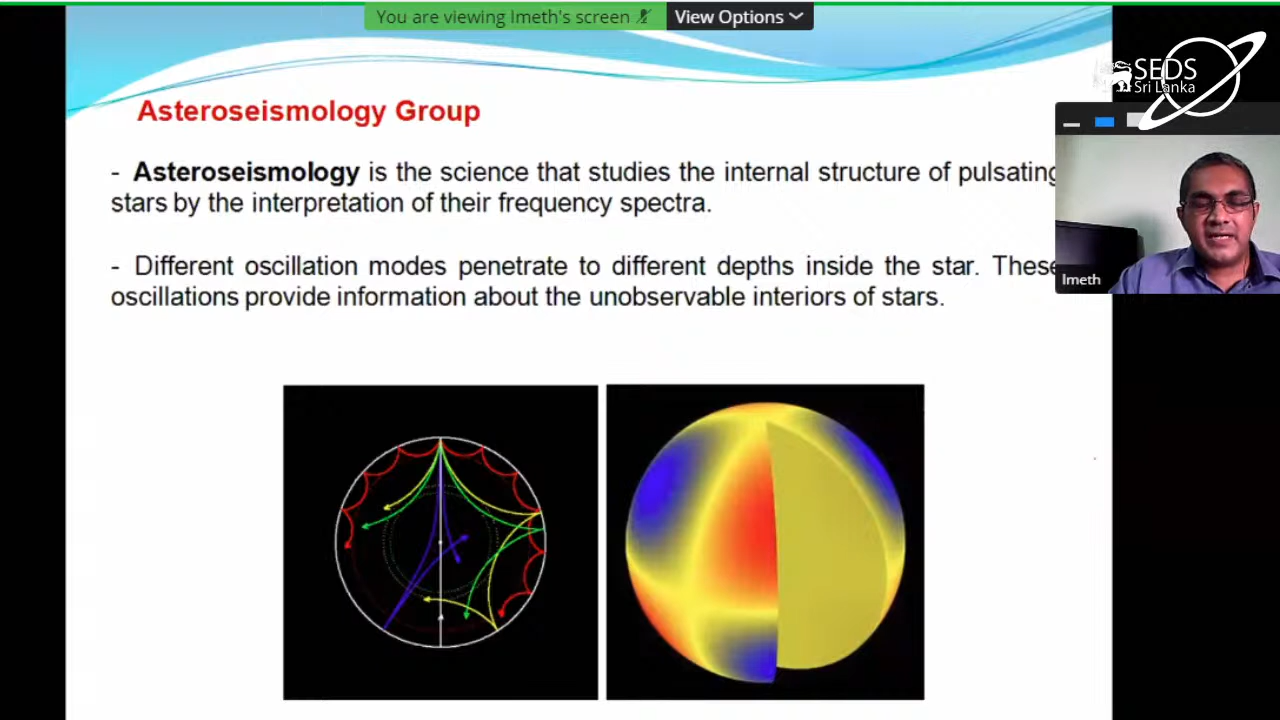 You are viewing Imeth's screen
View Options
SEDS
Sri Lanka
Asteroseismology Group
- Asteroseismology is the science that studies the internal structure of pulsating
stars by the interpretation of their frequency spectra.
- Different oscillation modes penetrate to different depths inside the star. These
oscillations provide information about the unobservable interiors of stars.
Imeth